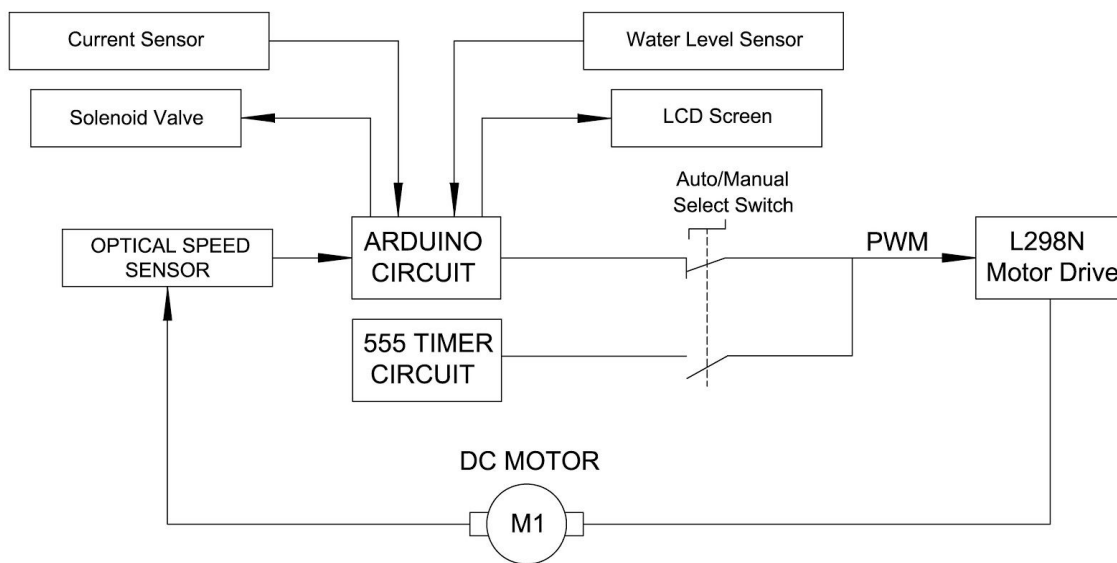 Current Sensor
Water Level Sensor
Solenoid Valve
LCD Screen
Auto/Manual
Select Switch
OPTICAL SPEED
SENSOR
ARDUINO
CIRCUIT
PWM
L298N
Motor Drive
555 TIMER
CIRCUIT
DC MOTOR
M1